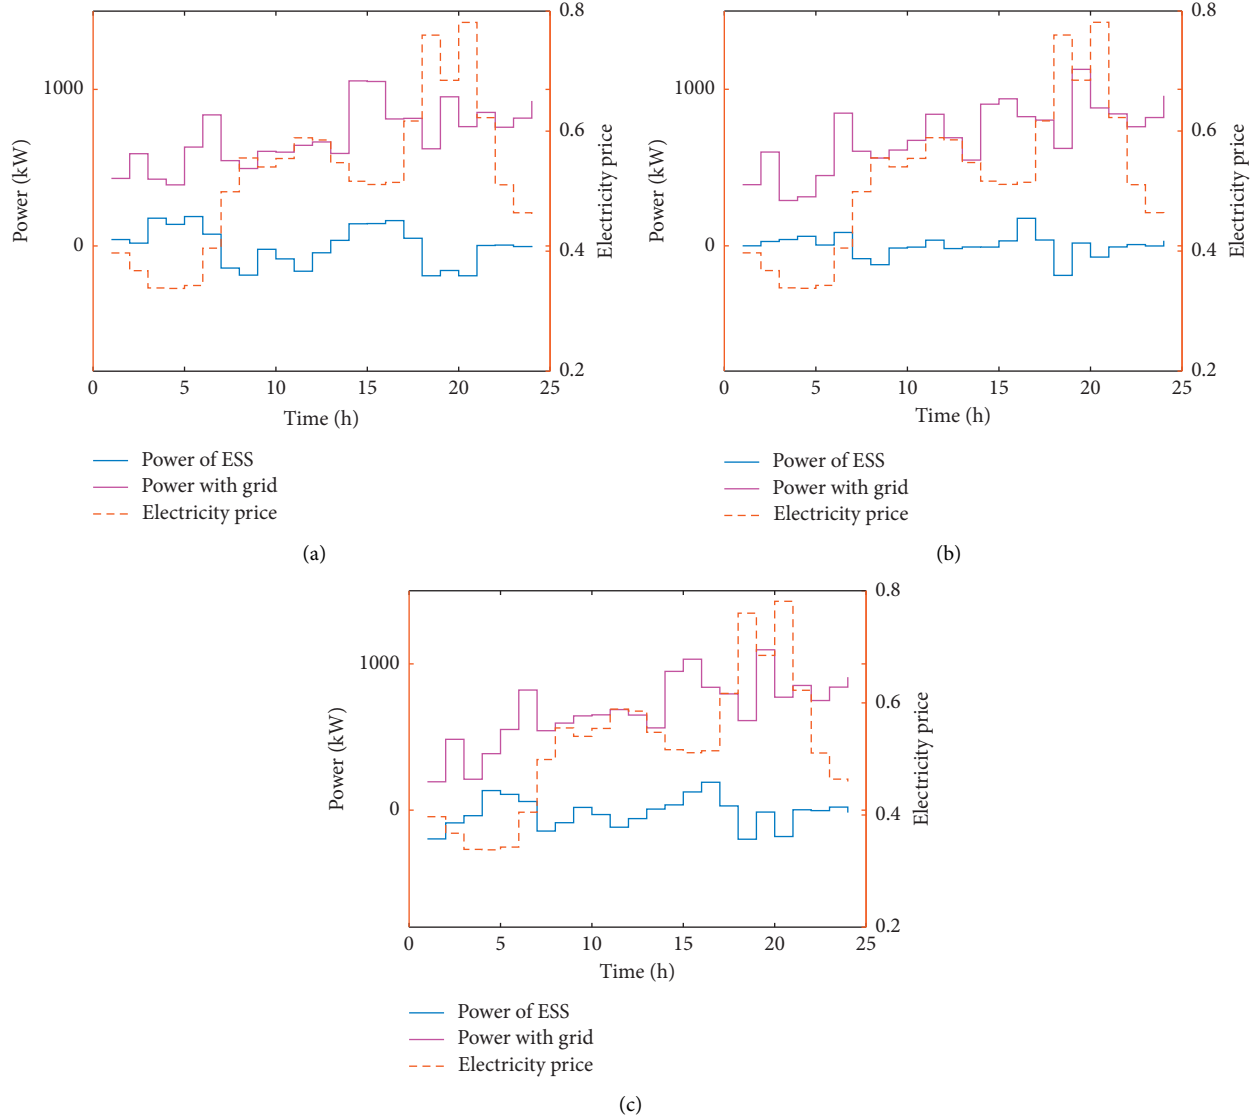 0.8
1000
0.6
Power (kW)
Electricity price
0
0.4
0.2
0 5 10 15 20 25
Time (h)
Power of ESS
Power with grid
Electricity price
(a)
0.8
1000
0.6
Power (kW)
Electricity price
0
0.4
0.2
0 5 10 15 20 25
Time (h)
Power of ESS
Power with grid
Electricity price
(b)
0.8
1000
0.6
Power (kW)
Electricity price
0
0.4
0.2
0 5 10 15 20 25
Time (h)
Power of ESS
Power with grid
Electricity price
(c)